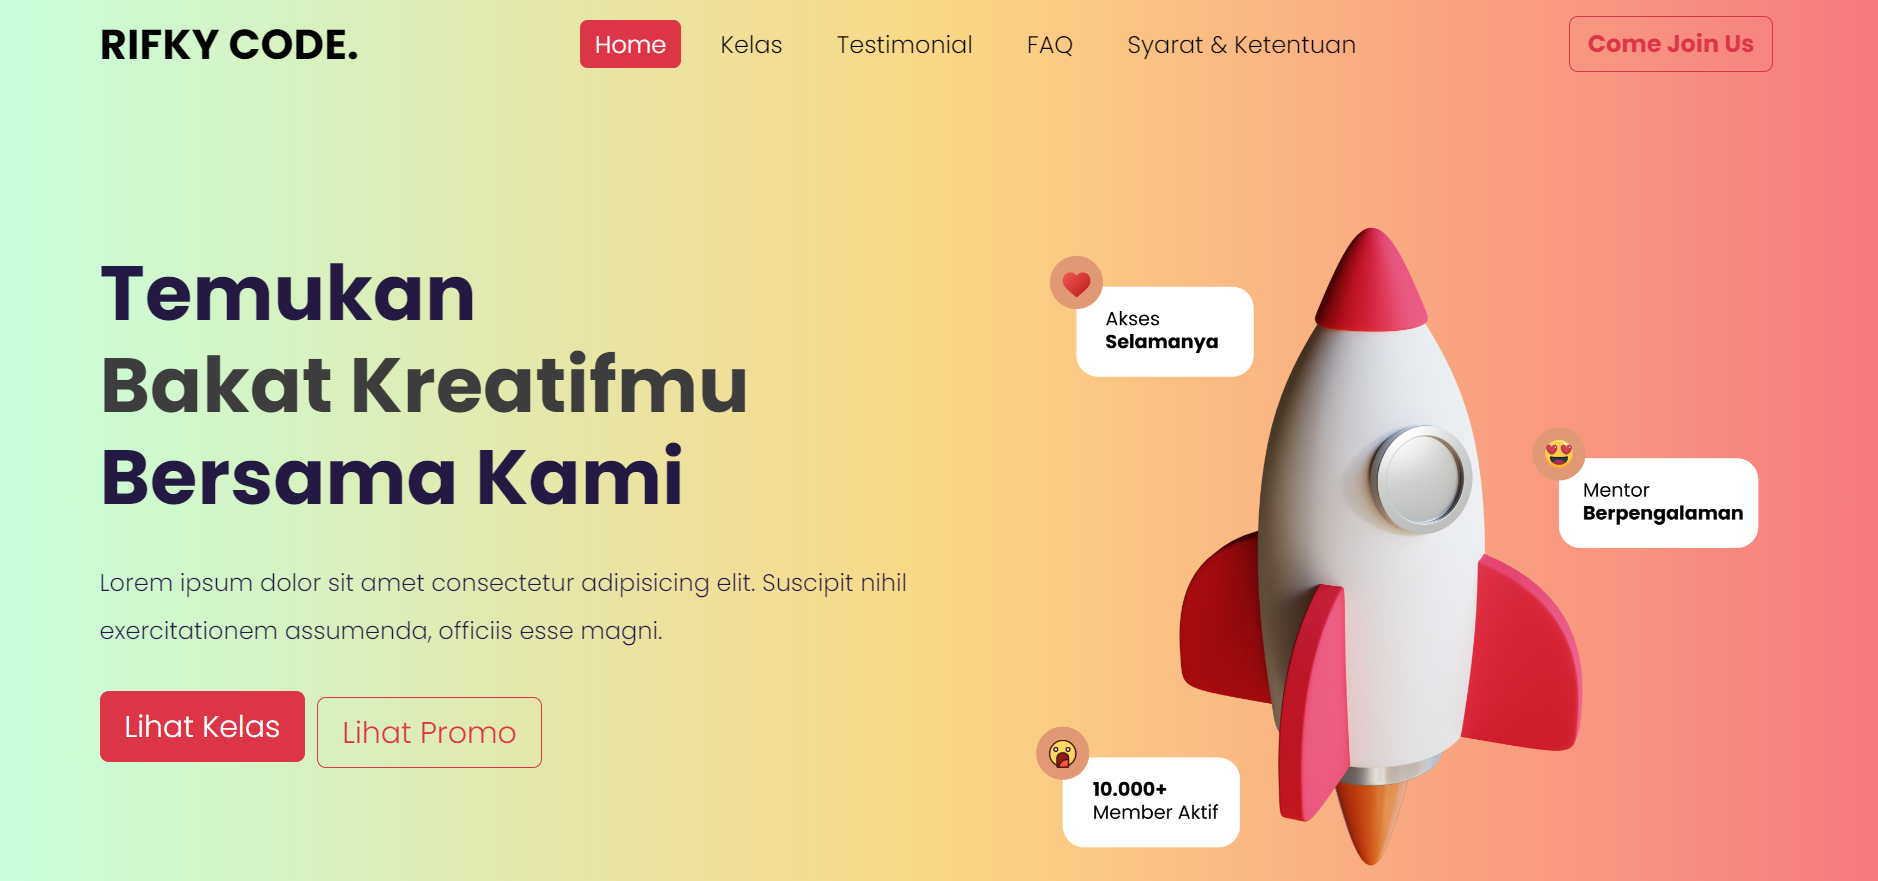 RIFKY CODE.
Home
Kelas
Testimonial
FAQ
Syarat & Ketentuan
Come Join Us
Temukan
Bakat Kreatifmu
Bersama Kami
Lorem ipsum dolor sit amet consectetur adipisicing elit. Suscipit nihil
exercitationem assumenda, officiis esse magni.
Lihat Kelas
Lihat Promo
Akses
Selamanya
Mentor
Berpengalaman
10.000+
Member Aktif